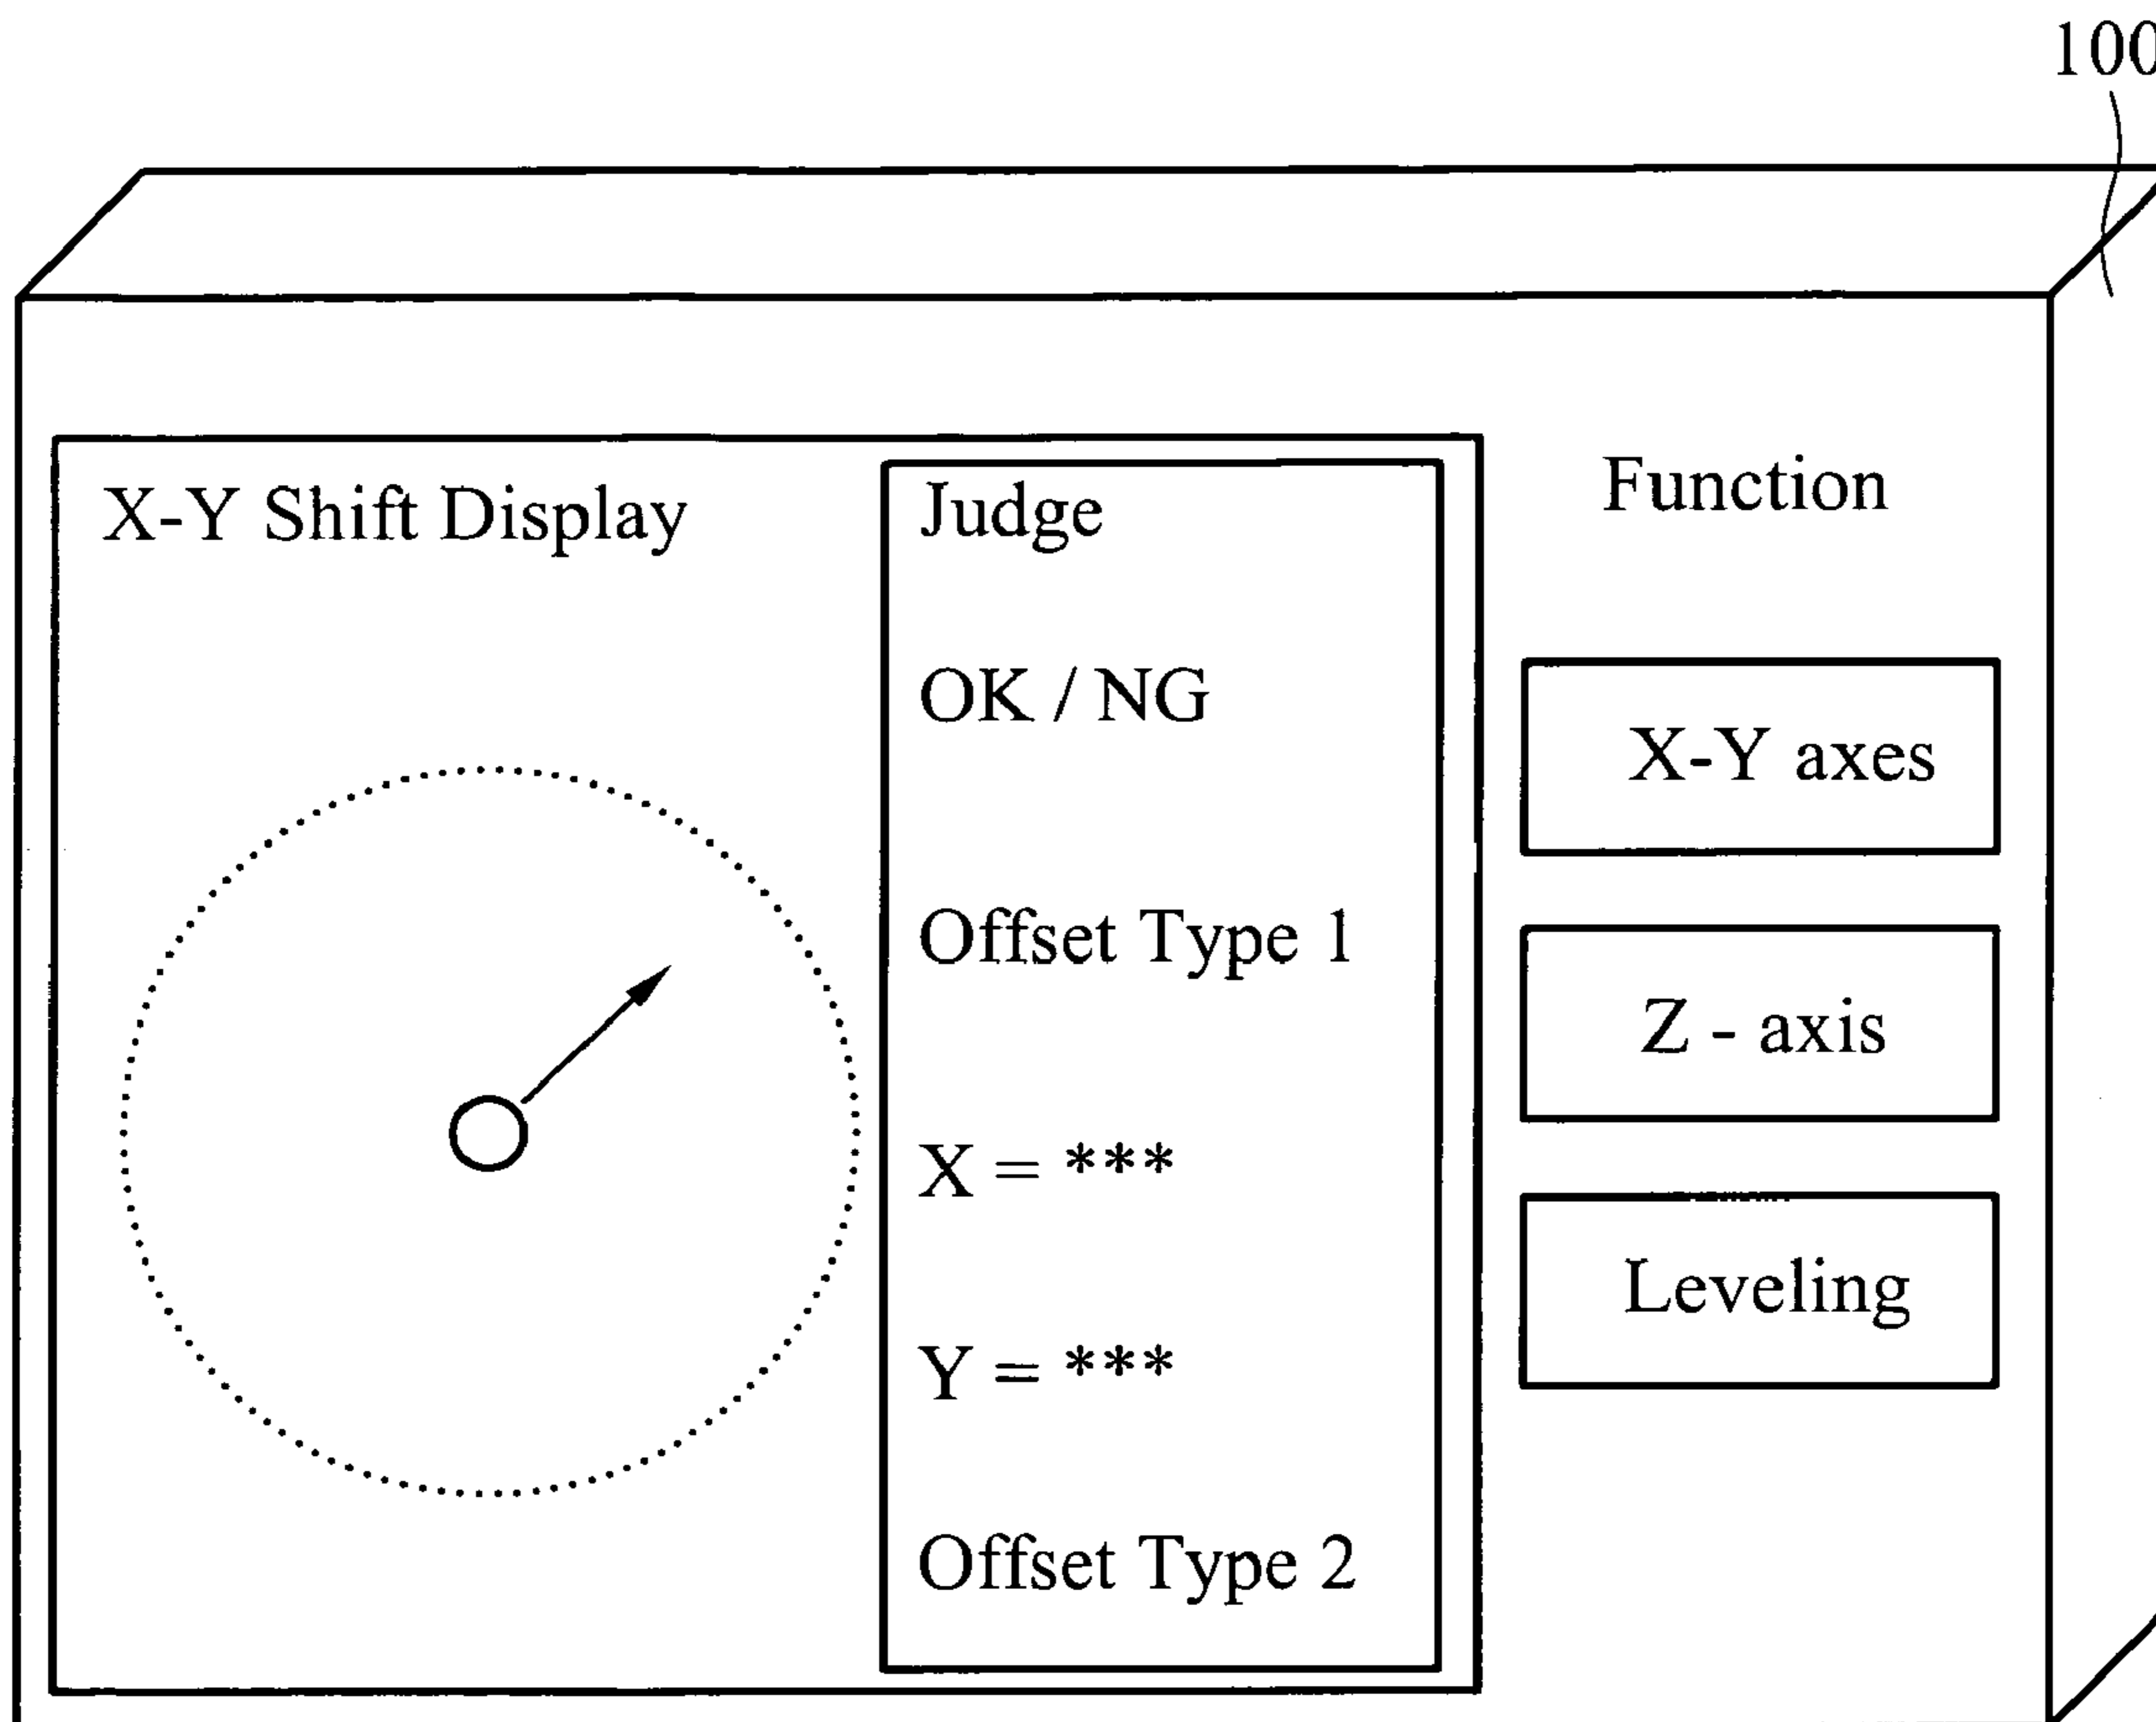 100
X-Y Shift Display
Judge
OK / NG
Offset Type 1
X = ***
Y = ***
Offset Type 2
Function
X-Y axes
Z - axis
Leveling